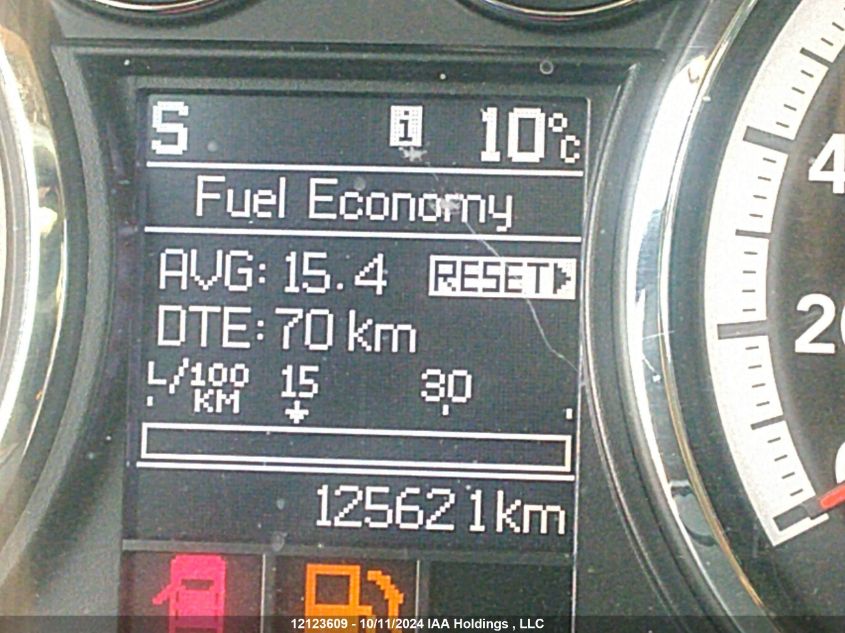 S i 10°C
Fuel Economy
AVG: 15.4 RESET
DTE: 70 km
L/100 KM 15 30
125621 km
4
20
12123609 - 10/11/2024 IAA Holdings , LLC